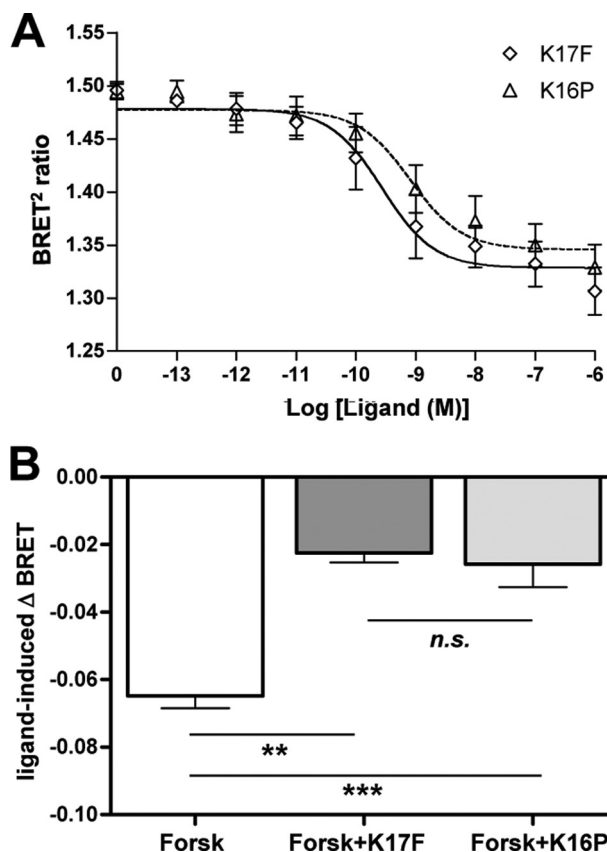 A
1.55
1.50
1.45
1.40
1.35
1.30
1.25
BRET² ratio
K17F
K16P
0 -13 -12 -11 -10 -9 -8 -7 -6
Log [Ligand (M)]
B
0.00
-0.02
-0.04
-0.06
-0.08
-0.10
ligand-induced Δ BRET
n.s.
**
***
Forsk Forsk+K17F Forsk+K16P